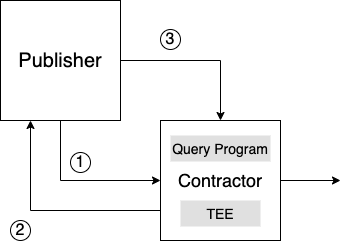 ③
Publisher
①
Query Program
Contractor
TEE
②